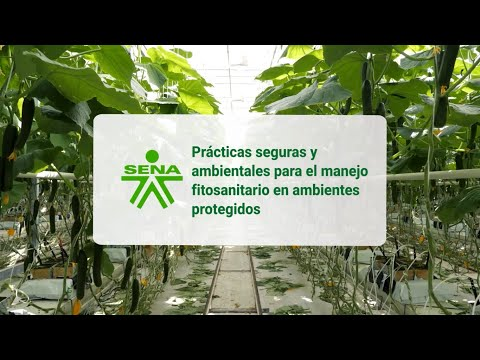 SENA
Prácticas seguras y
ambientales para el manejo
fitosanitario en ambientes
protegidos